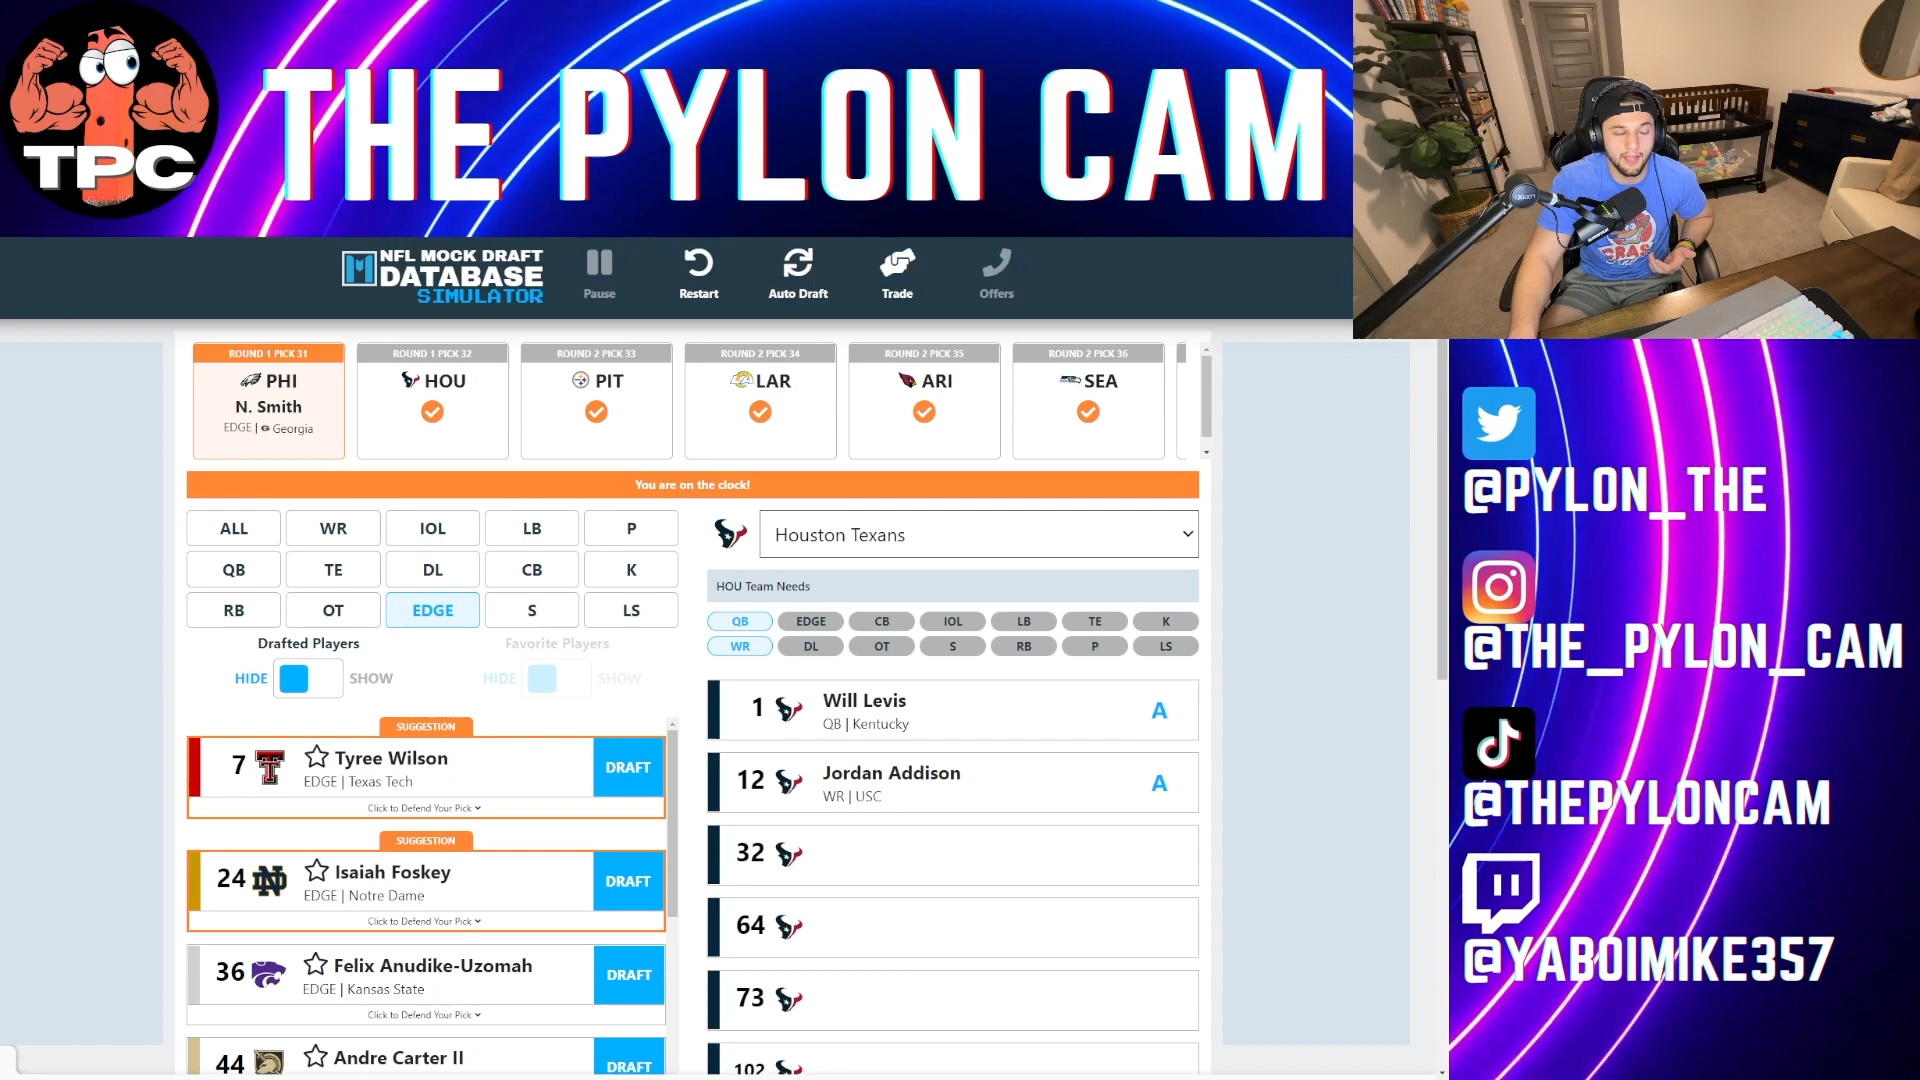 TPC
THE PYLON CAM
NFL MOCK DRAFT
DATABASE
SIMULATOR
Pause
Restart
Auto Draft
Trade
Offers
ROUND 1 PICK 31
PHI
N. Smith
EDGE | Georgia
ROUND 1 PICK 32
HOU
ROUND 2 PICK 33
PIT
ROUND 2 PICK 34
LAR
ROUND 2 PICK 35
ARI
ROUND 2 PICK 36
SEA
You are on the clock!
ALL WR IOL LB P
QB TE DL CB K
RB OT EDGE S LS
Drafted Players
HIDE SHOW
Favorite Players
HIDE SHOW
SUGGESTION
7 Tyree Wilson
EDGE | Texas Tech
DRAFT
Click to Defend Your Pick
SUGGESTION
24 Isaiah Foskey
EDGE | Notre Dame
DRAFT
Click to Defend Your Pick
36 Felix Anudike-Uzomah
EDGE | Kansas State
DRAFT
Click to Defend Your Pick
44 Andre Carter II
DRAFT
Houston Texans
HOU Team Needs
QB EDGE CB IOL LB TE K
WR DL OT S RB P LS
1 Will Levis
QB | Kentucky
A
12 Jordan Addison
WR | USC
A
32
64
73
102
@PYLON_THE
@THE_PYLON_CAM
@THEPYLONCAM
@YABOIMIKE357